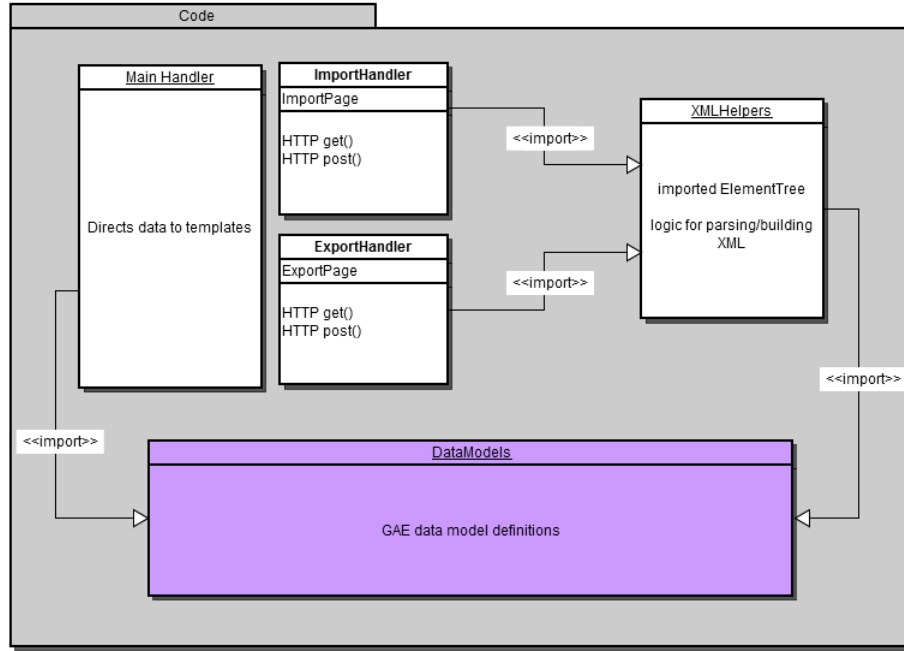 Code
Main Handler
Directs data to templates
ImportHandler
ImportPage
HTTP get()
HTTP post()
<<import>>
XMLHelpers
imported ElementTree
logic for parsing/building
XML
ExportHandler
ExportPage
HTTP get()
HTTP post()
<<import>>
<<import>>
<<import>>
DataModels
GAE data model definitions